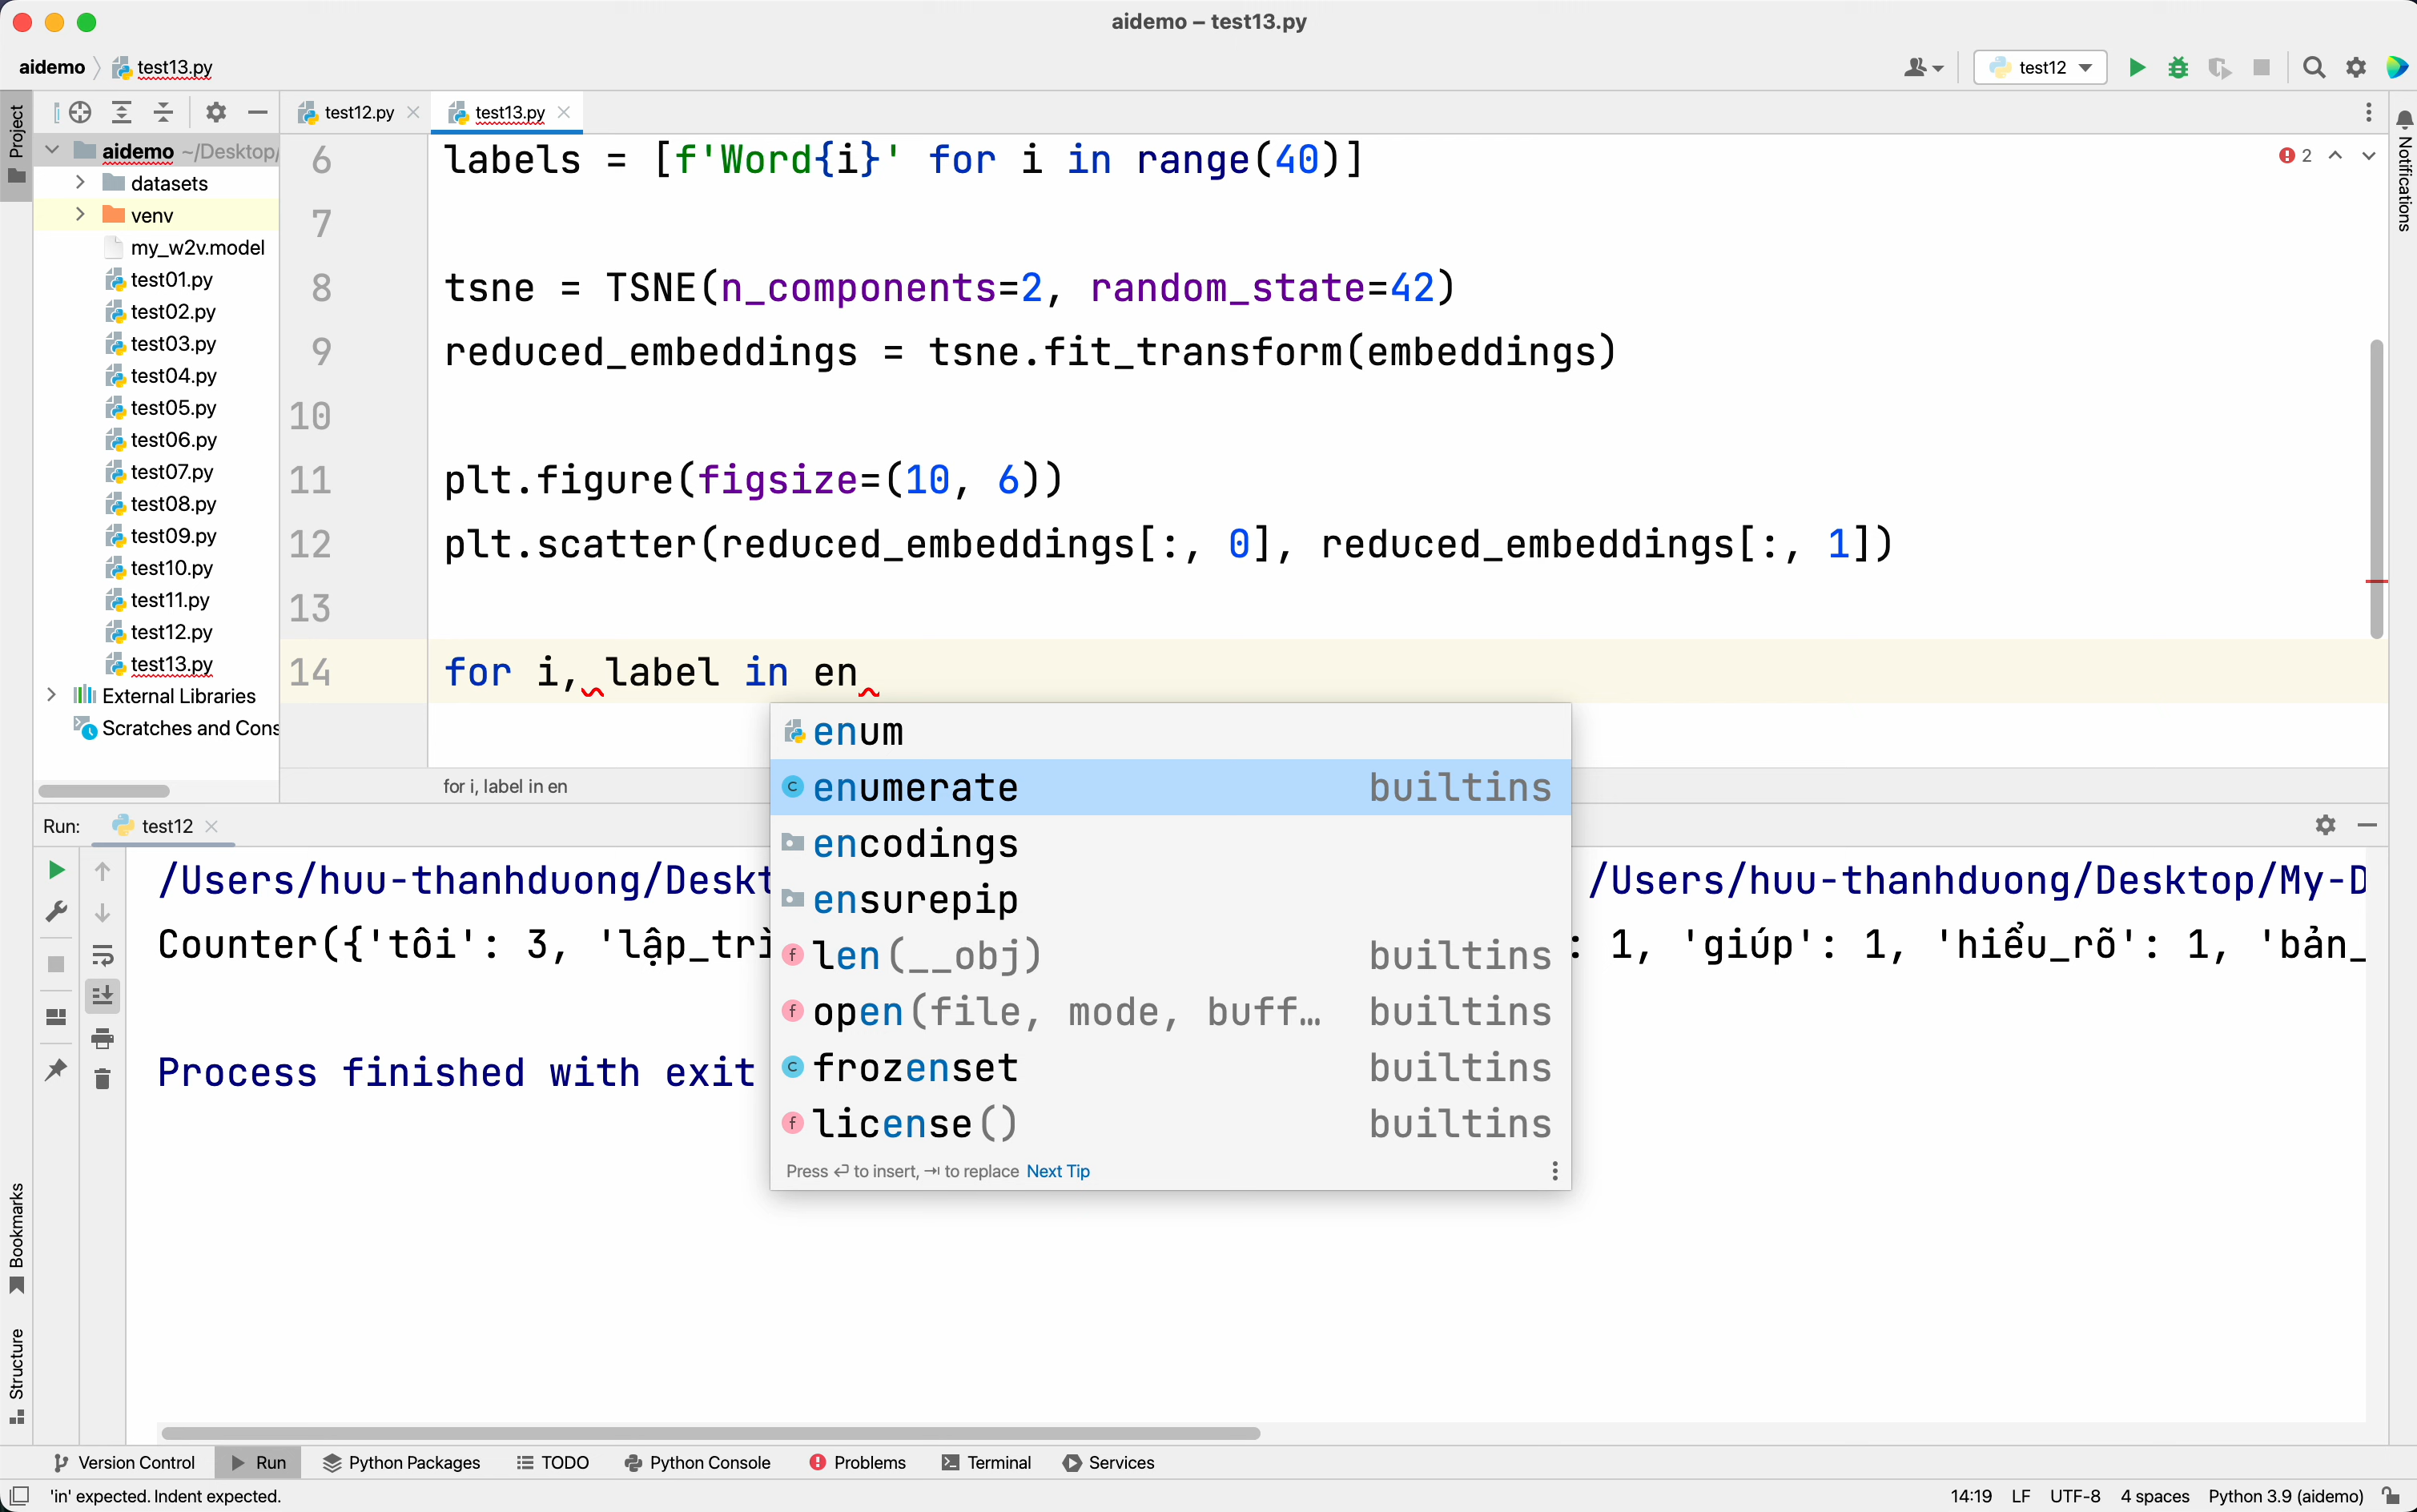 aidemo – test13.py
aidemo test13.py
test12
Project
test12.py
test13.py
Notifications
aidemo ~/Desktop/
datasets
venv
my_w2v.model
test01.py
test02.py
test03.py
test04.py
test05.py
test06.py
test07.py
test08.py
test09.py
test10.py
test11.py
test12.py
test13.py
External Libraries
Scratches and Cons
2
6 labels = [f'Word{i}' for i in range(40)]
7
8 tsne = TSNE(n_components=2, random_state=42)
9 reduced_embeddings = tsne.fit_transform(embeddings)
10
11 plt.figure(figsize=(10, 6))
12 plt.scatter(reduced_embeddings[:, 0], reduced_embeddings[:, 1])
13
14 for i, label in en
for i, label in en
enum
enumerate builtins
encodings
ensurepip
len(__obj) builtins
open(file, mode, buff… builtins
frozenset builtins
license() builtins
Press ⏎ to insert, ⇥ to replace Next Tip
Run: test12
/Users/huu-thanhduong/Deskt /Users/huu-thanhduong/Desktop/My-D
Counter({'tôi': 3, 'lập_trì : 1, 'giúp': 1, 'hiểu_rõ': 1, 'bản_
Process finished with exit
Bookmarks
Structure
Version Control Run Python Packages TODO Python Console Problems Terminal Services
'in' expected. Indent expected. 14:19 LF UTF-8 4 spaces Python 3.9 (aidemo)